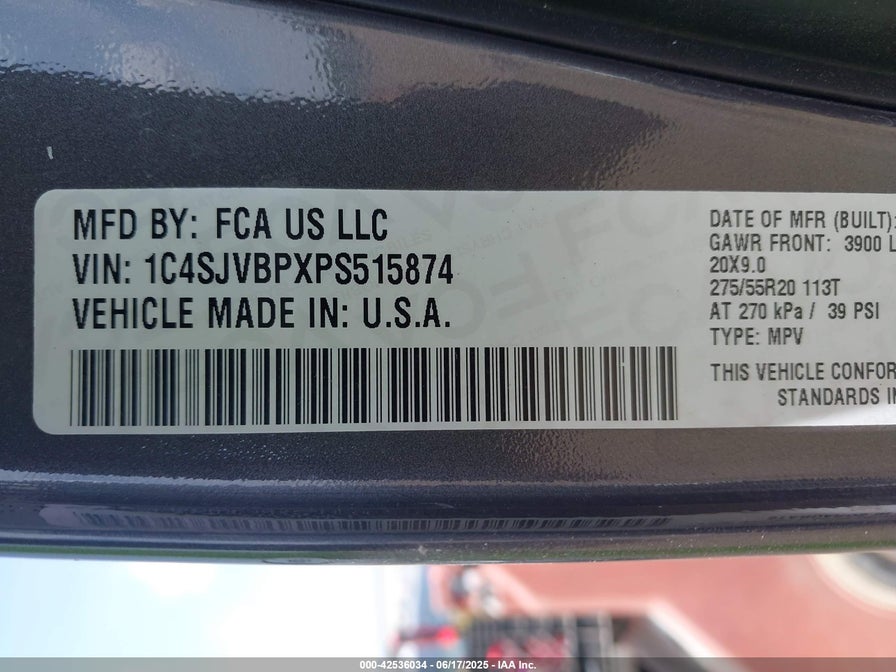 MFD BY: FCA US LLC
VIN: 1C4SJVBPXPS515874
VEHICLE MADE IN: U.S.A.
DATE OF MFR (BUILT):
GAWR FRONT: 3900 L
20X9.0
275/55R20 113T
AT 270 kPa / 39 PSI
TYPE: MPV
THIS VEHICLE CONFOR
STANDARDS IN
000-42536034 - 06/17/2025 - IAA Inc.